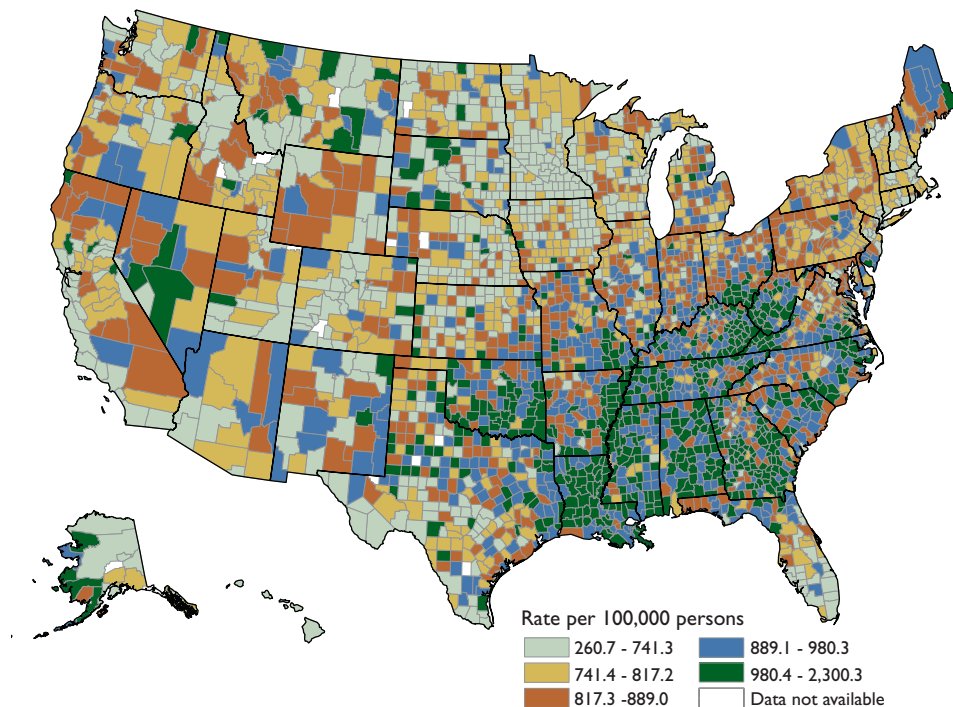 Rate per 100,000 persons
260.7 - 741.3
741.4 - 817.2
817.3 -889.0
889.1 - 980.3
980.4 - 2,300.3
Data not available